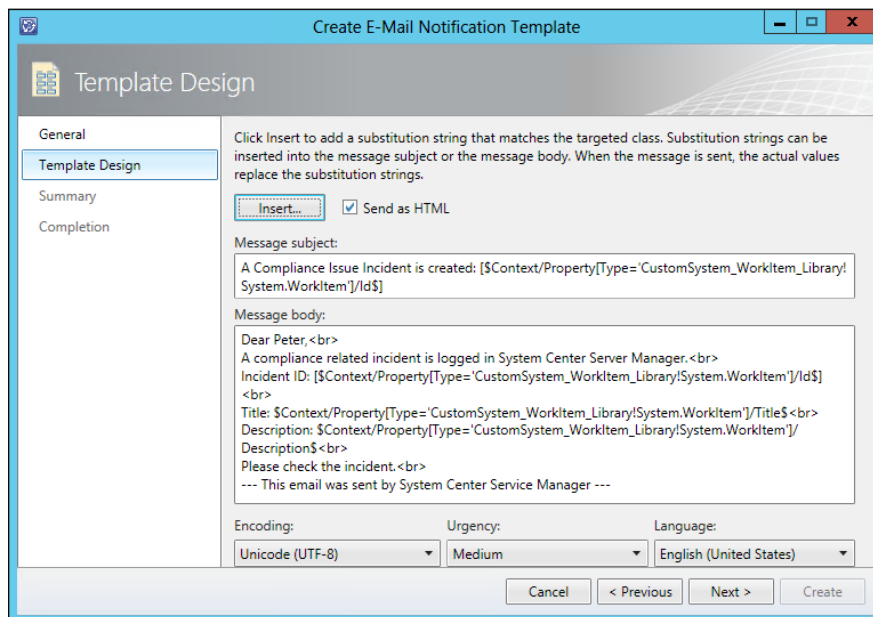 Create E-Mail Notification Template
Template Design
General
Template Design
Summary
Completion
Click Insert to add a substitution string that matches the targeted class. Substitution strings can be
inserted into the message subject or the message body. When the message is sent, the actual values
replace the substitution strings.
Insert...
Send as HTML
Message subject:
A Compliance Issue Incident is created: [$Context/Property[Type='CustomSystem_WorkItem_Library!
System.WorkItem']/Id$]
Message body:
Dear Peter,<br>
A compliance related incident is logged in System Center Server Manager.<br>
Incident ID: [$Context/Property[Type='CustomSystem_WorkItem_Library!System.WorkItem']/Id$]
<br>
Title: $Context/Property[Type='CustomSystem_WorkItem_Library!System.WorkItem']/Title$<br>
Description: $Context/Property[Type='CustomSystem_WorkItem_Library!System.WorkItem']/
Description$<br>
Please check the incident.<br>
--- This email was sent by System Center Service Manager ---
Encoding:
Urgency:
Language:
Unicode (UTF-8)
Medium
English (United States)
Cancel
< Previous
Next >
Create